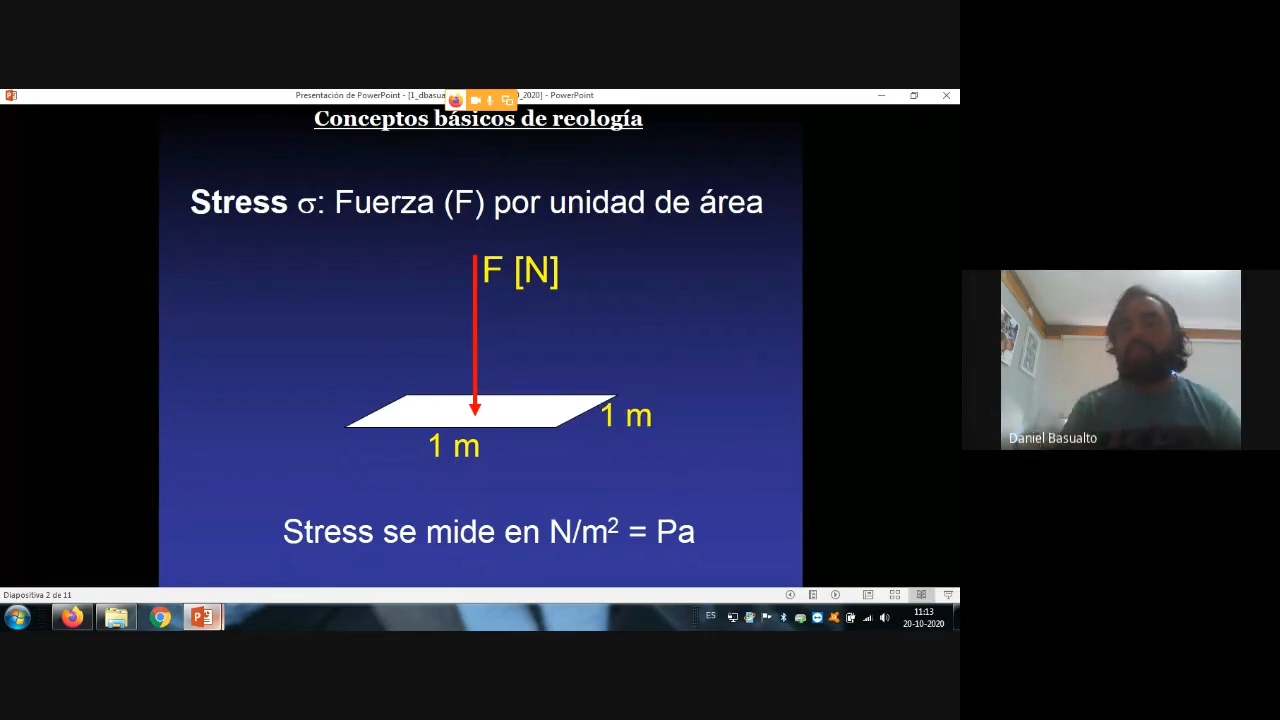 Presentación de PowerPoint - [1_dbasua
_2020] - PowerPoint
Conceptos básicos de reología
Stress σ: Fuerza (F) por unidad de área
F [N]
1 m
1 m
Stress se mide en N/m² = Pa
Daniel Basualto
Diapositiva 2 de 11
ES
11:13
20-10-2020